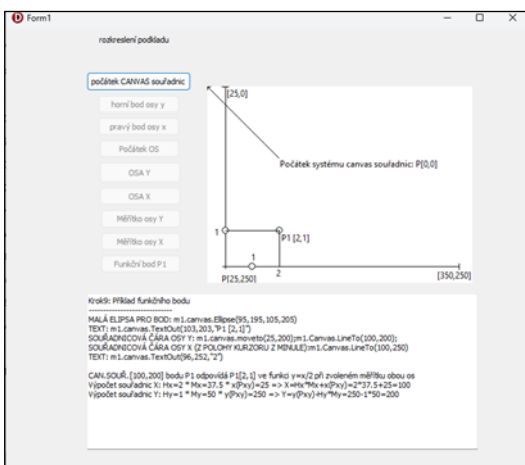 Form1
rozkreslení podkladu
počátek CANVAS souřadnic
horní bod osy y
pravý bod osy x
Počátek OS
OSA Y
OSA X
Měřítko osy Y
Měřítko osy X
Funkční bod P1
[25,0]
Počátek systému canvas souřadnic: P[0,0]
1
P1 [2,1]
1
2
P[25,250]
[350,250]
Krok9: Příklad funkčního bodu
----------------------------
MALÁ ELIPSA PRO BOD: m1.canvas.Ellipse(95,195,105,205)
TEXT: m1.canvas.TextOut(103,203,"P1 [2,1]")
SOUŘADNICOVÁ ČÁRA OSY Y: m1.canvas.moveto(25,200);m1.Canvas.LineTo(100,200);
SOUŘADNICOVÁ ČÁRA OSY X (Z POLOHY KURZORU Z MINULE):m1.Canvas.LineTo(100,250)
TEXT: m1.canvas.TextOut(96,252,"2")
CAN.SOUŘ.[100,200] bodu P1 odpovídá P1[2,1] ve funkci y=x/2 při zvoleném měřítku obou os
Výpočet souřadnic X: Hx=2 * Mx=37.5 * x(Pxy)=25 => X=Hx*Mx+x(Pxy)=2*37.5+25=100
Výpočet souřadnic Y: Hy=1 * My=50 * y(Pxy)=250 => Y=y(Pxy)-Hy*My=250-1*50=200